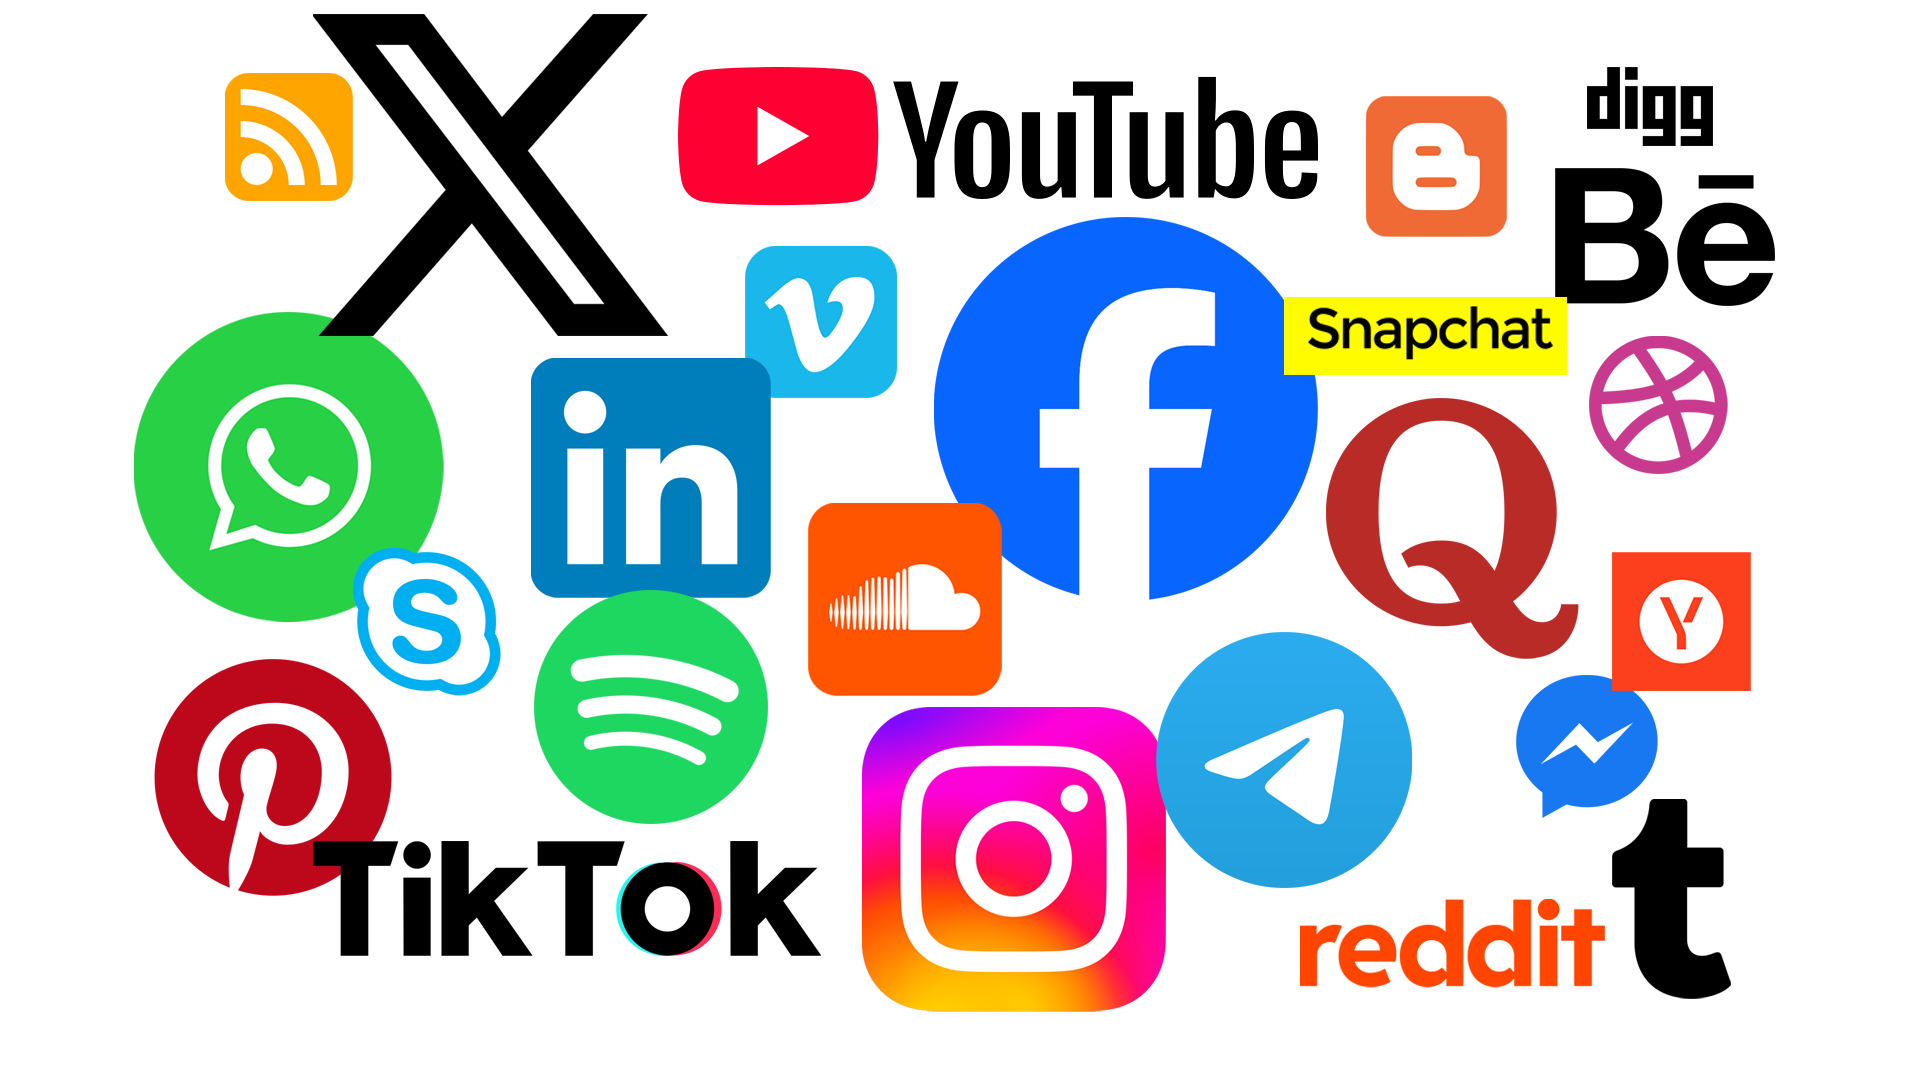 X
YouTube
digg
B
Bē
Snapchat
in
f
v
Q
S
Y
P
TikTok
reddit
t